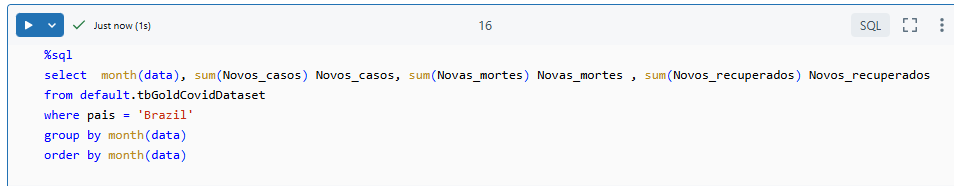 Just now (1s)
16
SQL
%sql
select  month(data), sum(Novos_casos) Novos_casos, sum(Novas_mortes) Novas_mortes , sum(Novos_recuperados) Novos_recuperados
from default.tbGoldCovidDataset
where pais = 'Brazil'
group by month(data)
order by month(data)